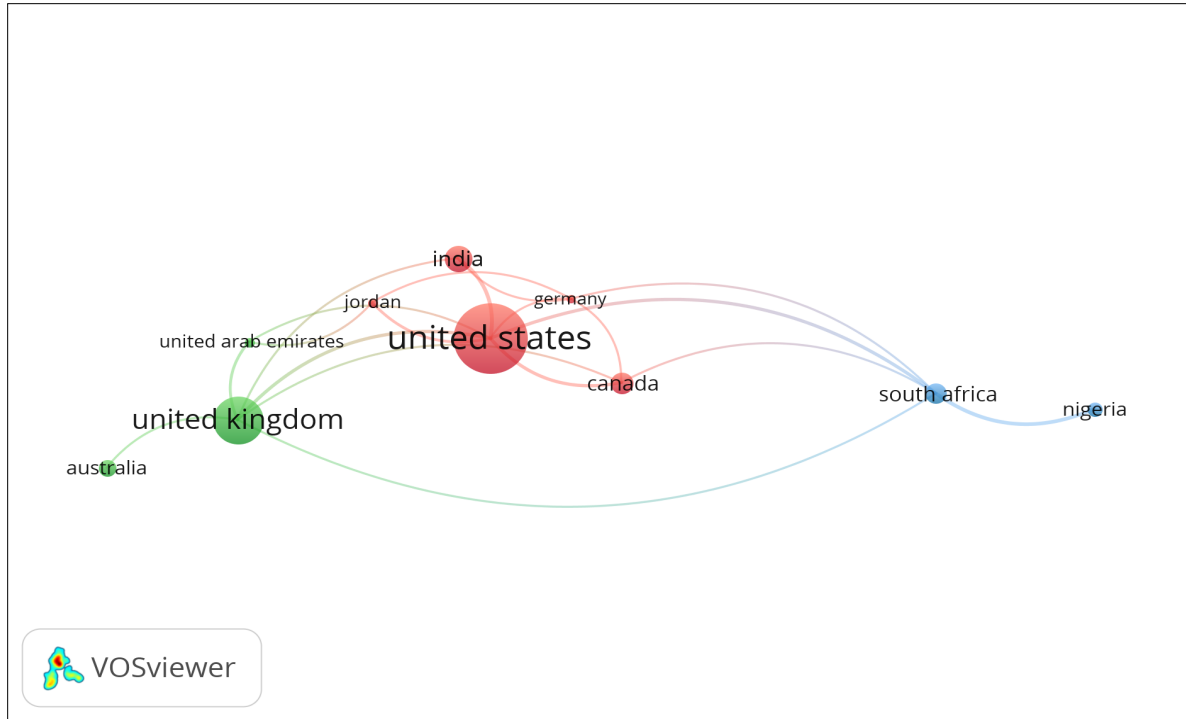 india
jordan
germany
united arab emirates
united states
canada
south africa
nigeria
united kingdom
australia
VOSviewer